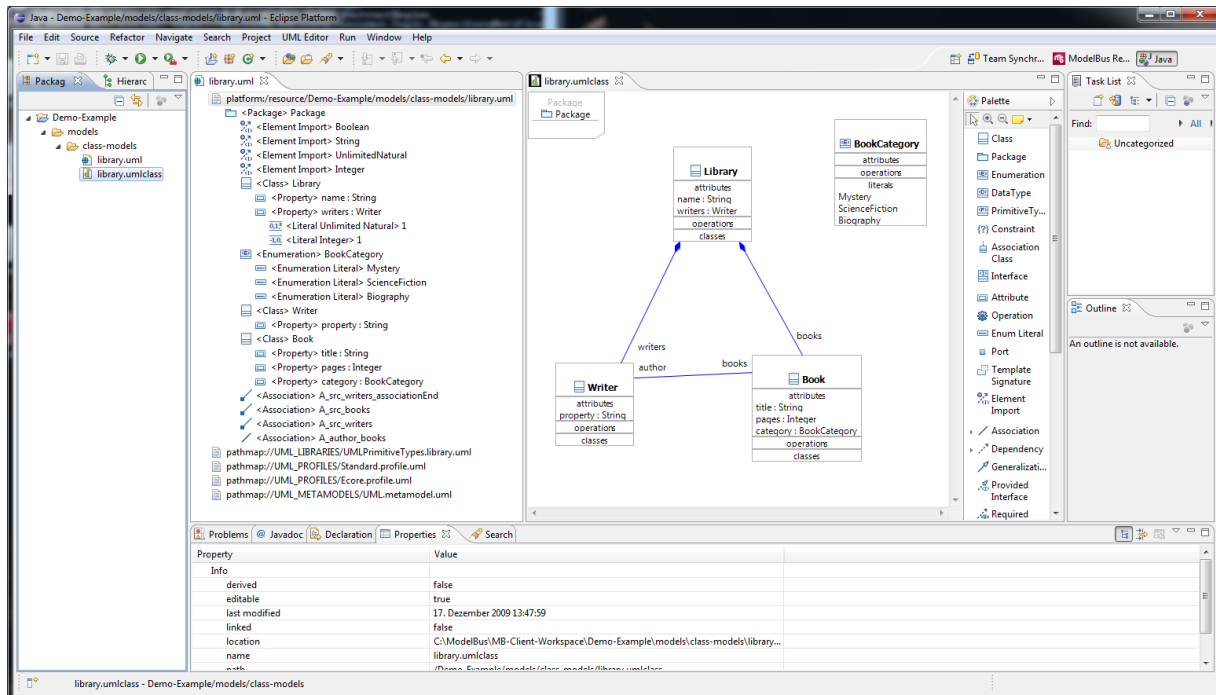 Java - Demo-Example/models/class-models/library.uml - Eclipse Platform
File Edit Source Refactor Navigate Search Project UML Editor Run Window Help
Team Synchr... ModelBus Re... Java
Packag Hierarc
Demo-Example
models
class-models
library.uml
library.umlclass
library.uml
platform:/resource/Demo-Example/models/class-models/library.uml
<Package> Package
<Element Import> Boolean
<Element Import> String
<Element Import> UnlimitedNatural
<Element Import> Integer
<Class> Library
<Property> name : String
<Property> writers : Writer
<Literal Unlimited Natural> 1
<Literal Integer> 1
<Enumeration> BookCategory
<Enumeration Literal> Mystery
<Enumeration Literal> ScienceFiction
<Enumeration Literal> Biography
<Class> Writer
<Property> property : String
<Class> Book
<Property> title : String
<Property> pages : Integer
<Property> category : BookCategory
<Association> A_src_writers_associationEnd
<Association> A_src_books
<Association> A_src_writers
<Association> A_author_books
pathmap://UML_LIBRARIES/UMLPrimitiveTypes.library.uml
pathmap://UML_PROFILES/Standard.profile.uml
pathmap://UML_PROFILES/Ecore.profile.uml
pathmap://UML_METAMODELS/UML.metamodel.uml
library.umlclass
Package
Package
Library
attributes
name : String
writers : Writer
operations
classes
BookCategory
attributes
operations
literals
Mystery
ScienceFiction
Biography
writers
books
author
books
Writer
attributes
property : String
operations
classes
Book
attributes
title : String
pages : Integer
category : BookCategory
operations
classes
Palette
Class
Package
Enumeration
DataType
PrimitiveTy...
Constraint
Association
Class
Interface
Attribute
Operation
Enum Literal
Port
Template
Signature
Element
Import
Association
Dependency
Generalizati...
Provided
Interface
Required
Task List
Find: All
Uncategorized
Outline
An outline is not available.
Problems Javadoc Declaration Properties Search
Property Value
Info
derived false
editable true
last modified 17. Dezember 2009 13:47:59
linked false
location C:\ModelBus\MB-Client-Workspace\Demo-Example\models\class-models\library...
name library.umlclass
path /Demo-Example/models/class-models/library.umlclass
library.umlclass - Demo-Example/models/class-models